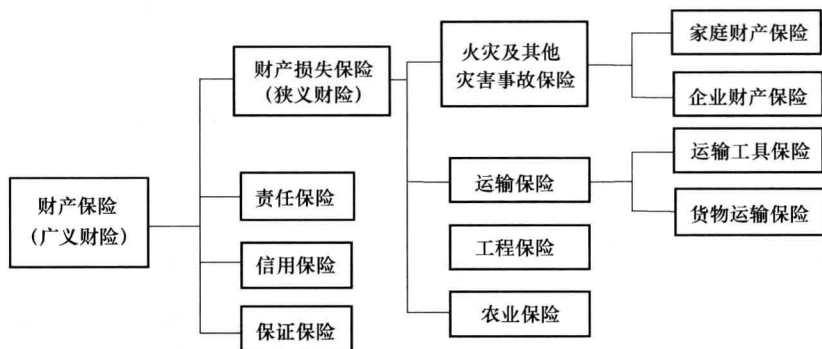 财产保险
（广义财险）
财产损失保险
（狭义财险）
责任保险
信用保险
保证保险
火灾及其他
灾害事故保险
运输保险
工程保险
农业保险
家庭财产保险
企业财产保险
运输工具保险
货物运输保险